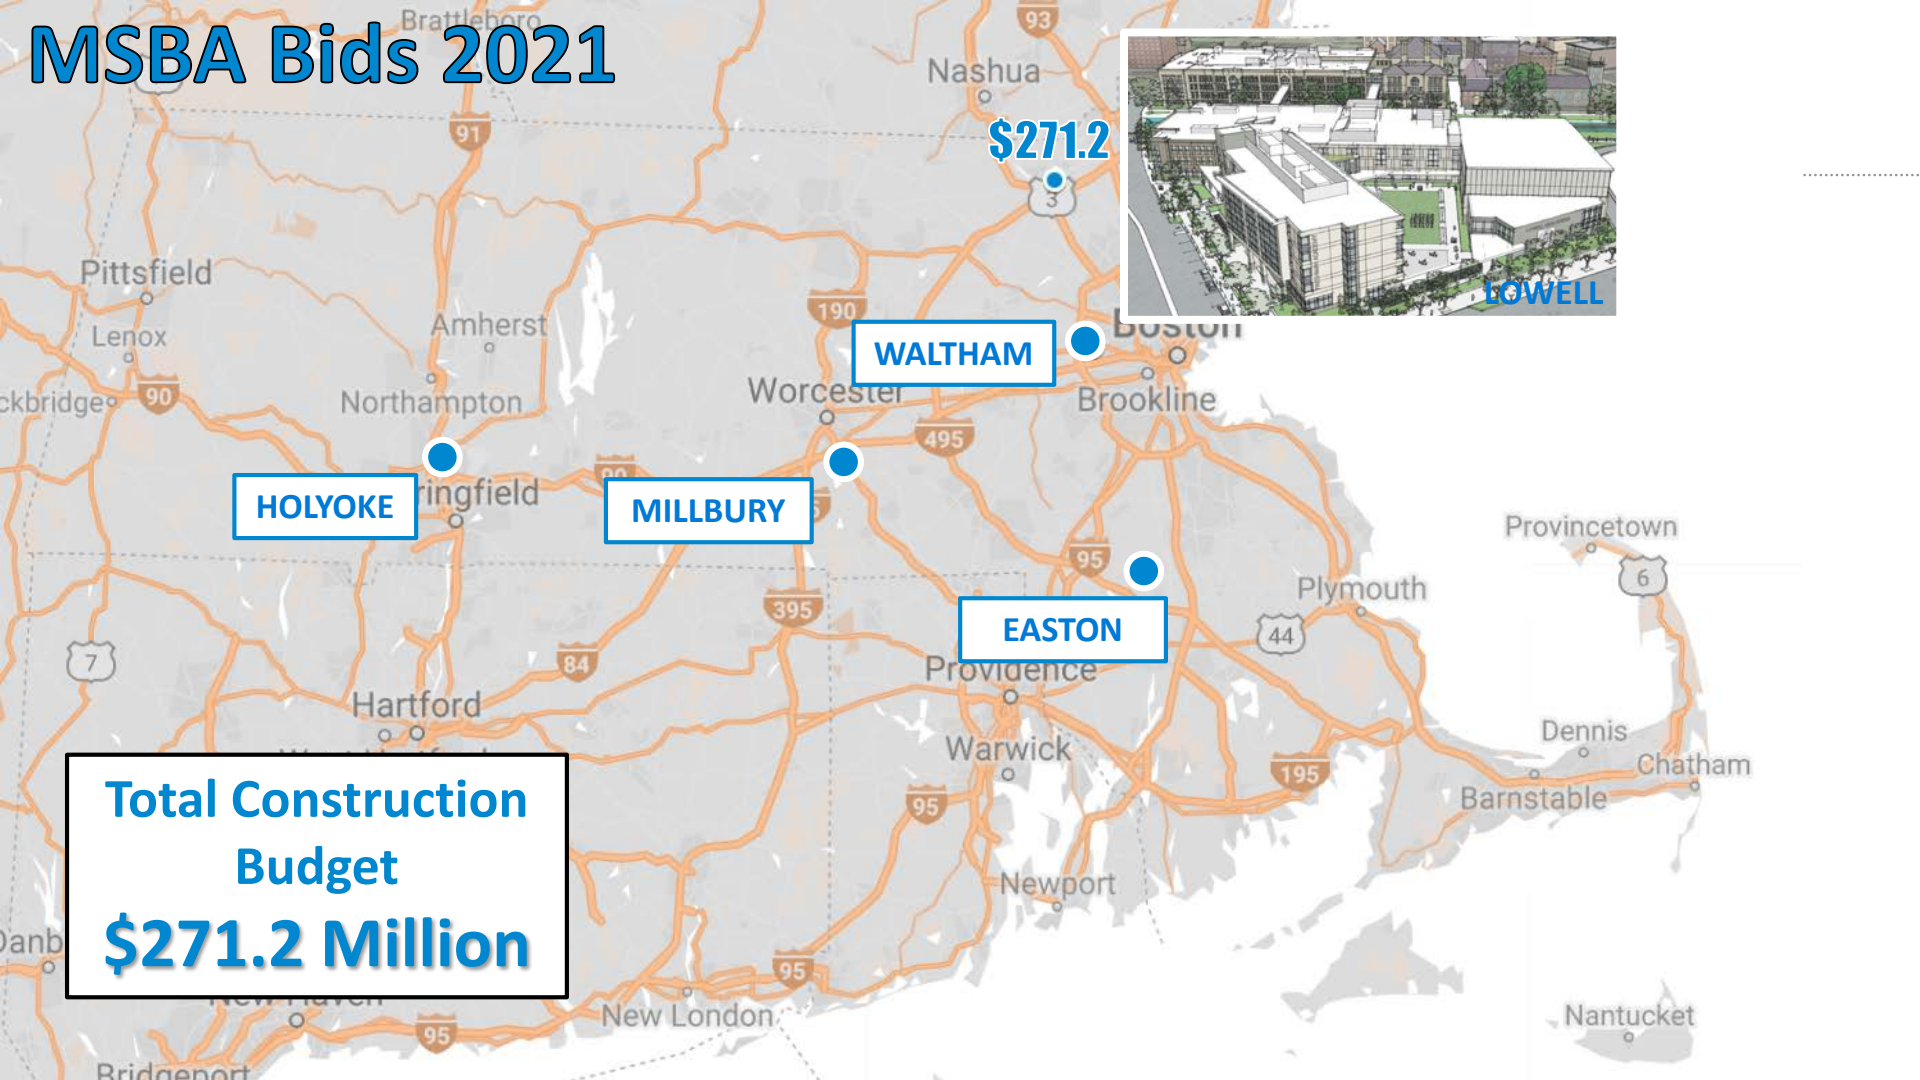 Brattleboro
MSBA Bids 2021
93
Nashua
91
$271.2
3
LOWELL
Pittsfield
190
Amherst
Lenox
WALTHAM
Boston
90
ckbridge
Northampton
Worcester
Brookline
495
90
ringfield
HOLYOKE
MILLBURY
Provincetown
95
6
Plymouth
395
EASTON
44
7
84
Providence
Hartford
Warwick
Dennis
195
Chatham
Barnstable
95
Total Construction
Budget
$271.2 Million
Newport
Danb
95
New Haven
New London
Nantucket
95
Bridgeport